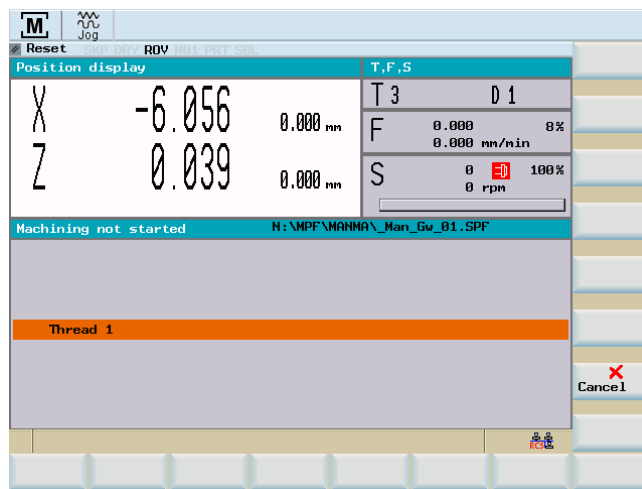 M
Jog
Reset SKP DRY ROV M01 PRT SBL
Position display
T,F,S
X -6.056 0.000 mm
Z 0.039 0.000 mm
T 3 D 1
F 0.000 8%
0.000 mm/min
S 0 100%
0 rpm
Machining not started N:\MPF\MANMA\_Man_Gw_01.SPF
Thread 1
Cancel
RCS